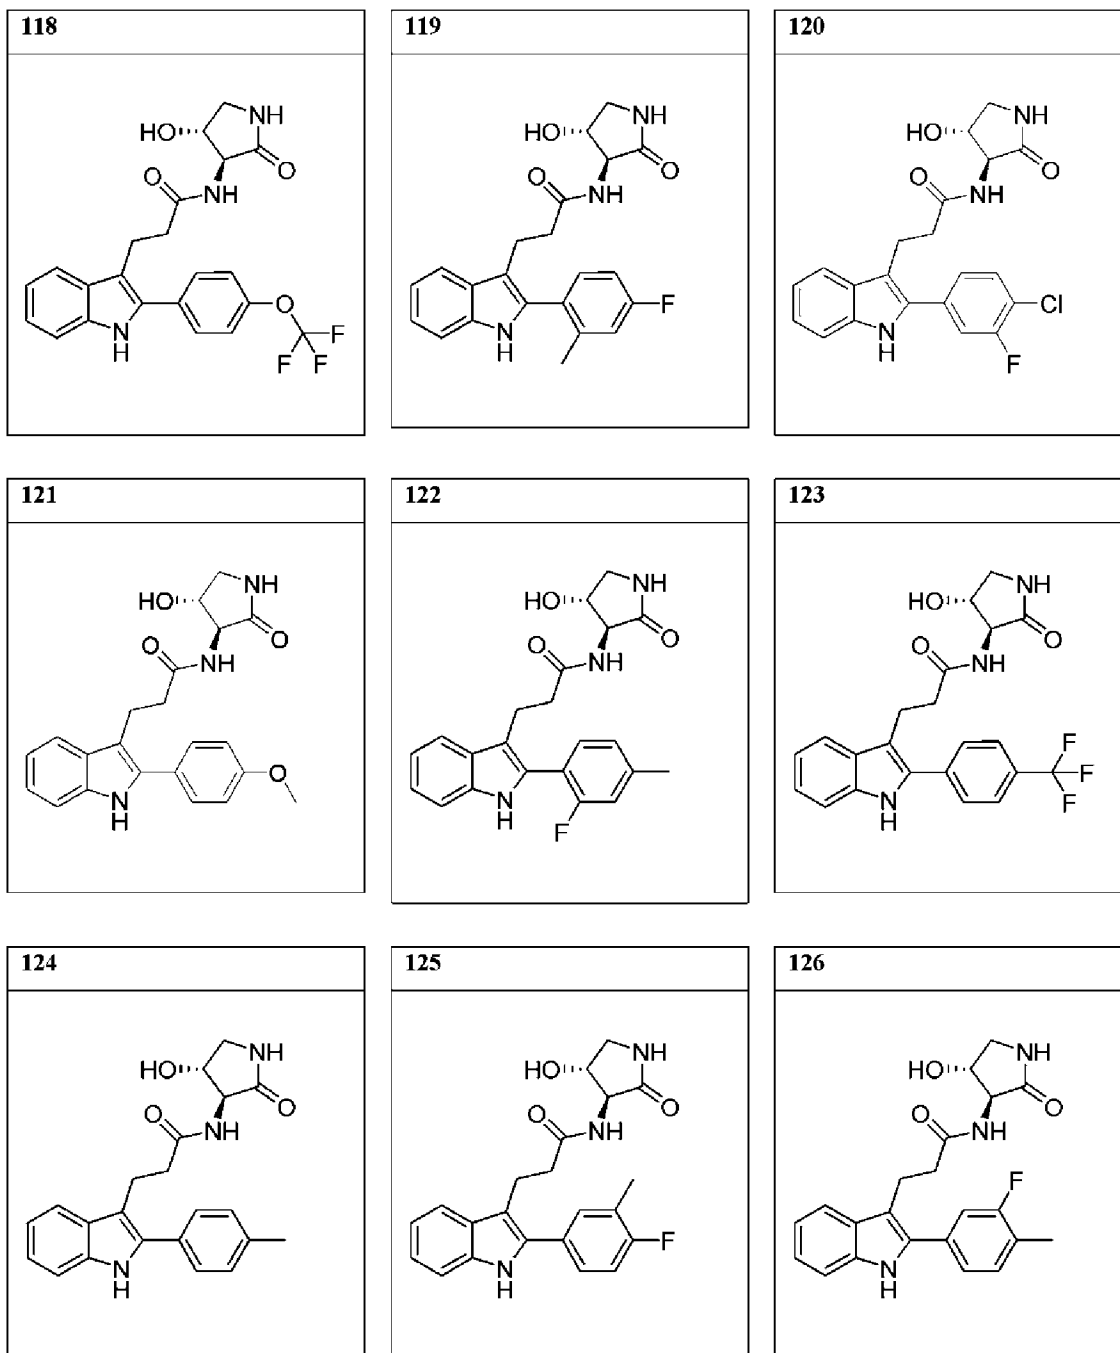 118 119 120
NH NH NH
HO HO HO
O O O
O NH O NH O NH
O F Cl
N H N H N H
F F F F
121 122 123
NH NH NH
HO HO HO
O O O
O NH O NH O NH
F
O F
N H N H N H
F F
124 125 126
NH NH NH
HO HO HO
O O O
O NH O NH O NH
F
F
N H N H N H